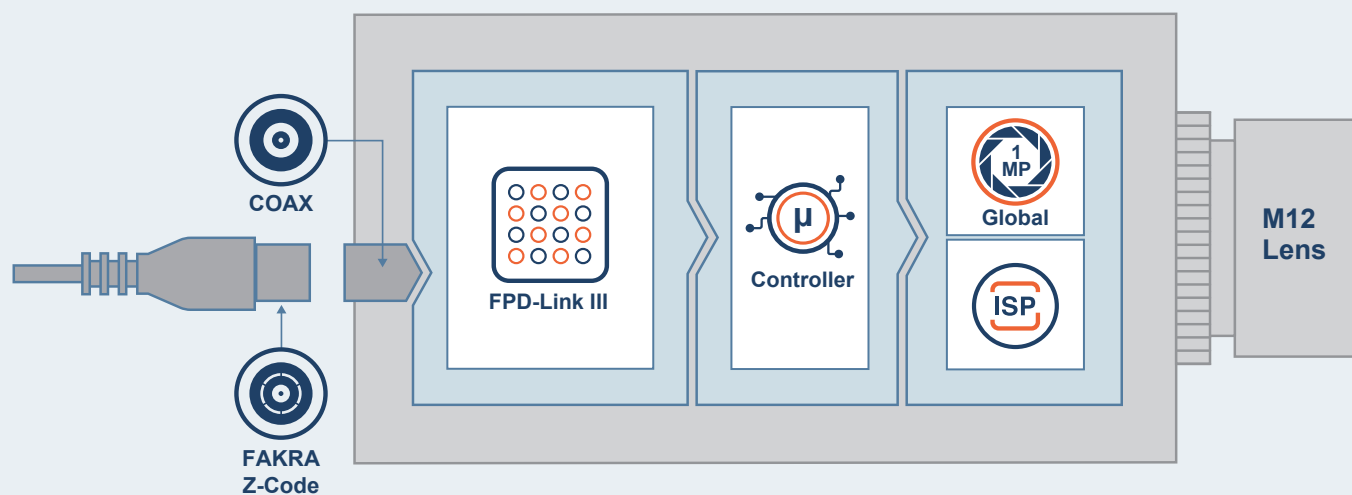 COAX
FAKRA
Z-Code
FPD-Link III
µ
Controller
1
MP
Global
ISP
M12
Lens